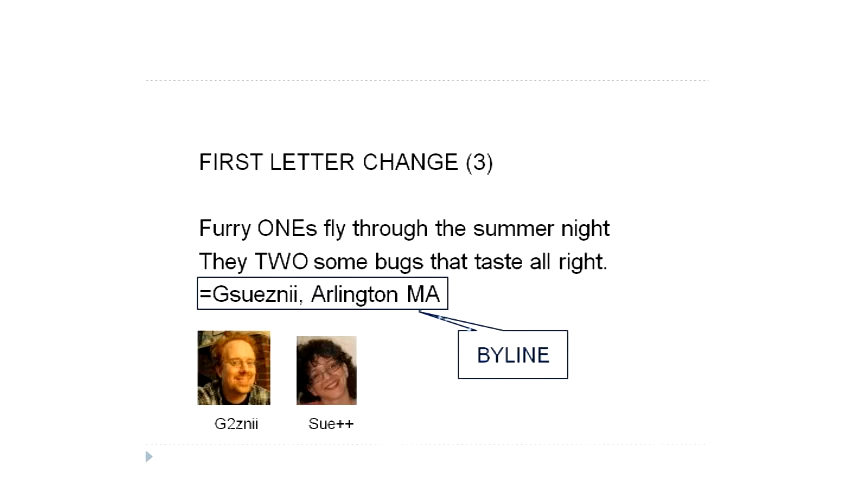 FIRST LETTER CHANGE (3)
Furry ONEs fly through the summer night
They TWO some bugs that taste all right.
=Gsueznii, Arlington MA
BYLINE
G2znii Sue++